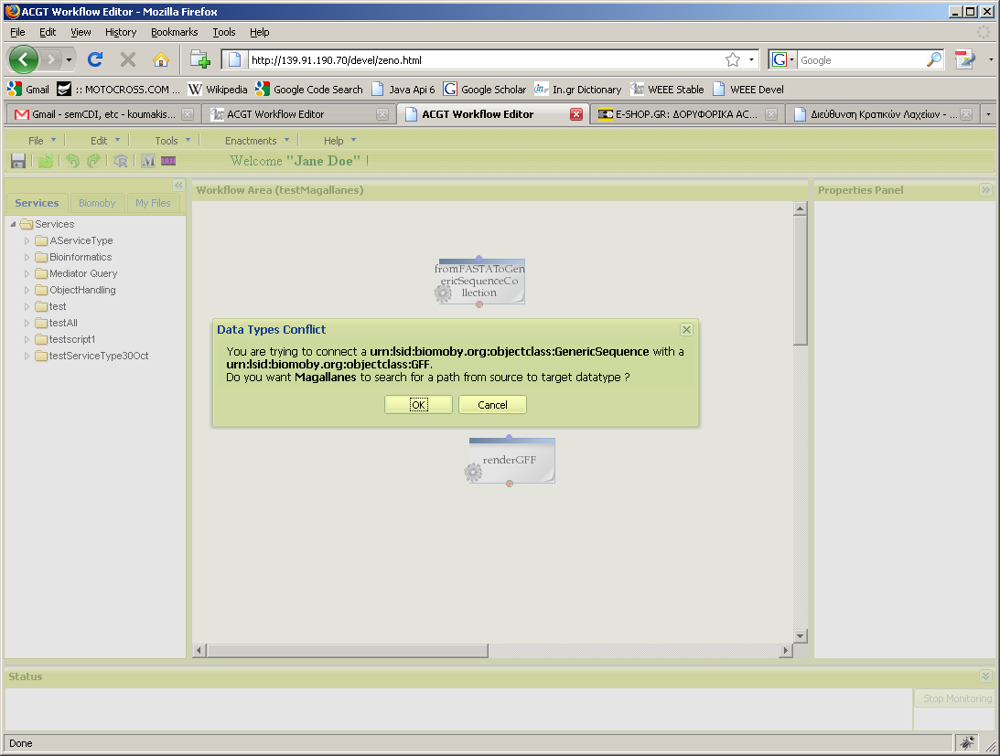 ACGT Workflow Editor - Mozilla Firefox
File Edit View History Bookmarks Tools Help
http://139.91.190.70/devel/zeno.html
Google
Gmail :: MOTOCROSS.COM ... Wikipedia Google Code Search Java Api 6 Google Scholar In.gr Dictionary WEEE Stable WEEE Devel
Gmail - semCDI, etc - koumakis... ACGT Workflow Editor ACGT Workflow Editor E-SHOP.GR: ΔΟΡΥΦΟΡΙΚΑ AC... Διεύθυνση Κρατικών Λαχείων - ...
File Edit Tools Enactments Help
Welcome "Jane Doe" !
Services Biomoby My Files
Services
AServiceType
Bioinformatics
Mediator Query
ObjectHandling
test
testAll
testscript1
testServiceType30Oct
Workflow Area (testMagallanes)
fromFASTAToGen
ericSequenceCo
llection
Data Types Conflict
You are trying to connect a urn:lsid:biomoby.org:objectclass:GenericSequence with a
urn:lsid:biomoby.org:objectclass:GFF.
Do you want Magallanes to search for a path from source to target datatype ?
OK Cancel
renderGFF
Properties Panel
Status
Stop Monitoring
Done